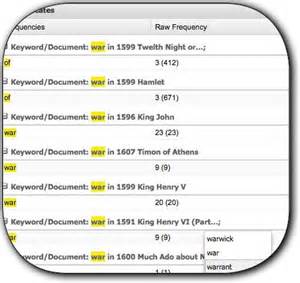 cates
quencies Raw Frequency
Keyword/Document: war in 1599 Twelth Night or...;
of 3 (412)
Keyword/Document: war in 1599 Hamlet
of 3 (671)
Keyword/Document: war in 1596 King John
war 23 (23)
Keyword/Document: war in 1607 Timon of Athens
war 9 (9)
Keyword/Document: war in 1599 King Henry V
war 20 (20)
Keyword/Document: war in 1591 King Henry VI (Part...;
war 9 (9) warwick
Keyword/Document: war in 1600 Much Ado about N war
warrant